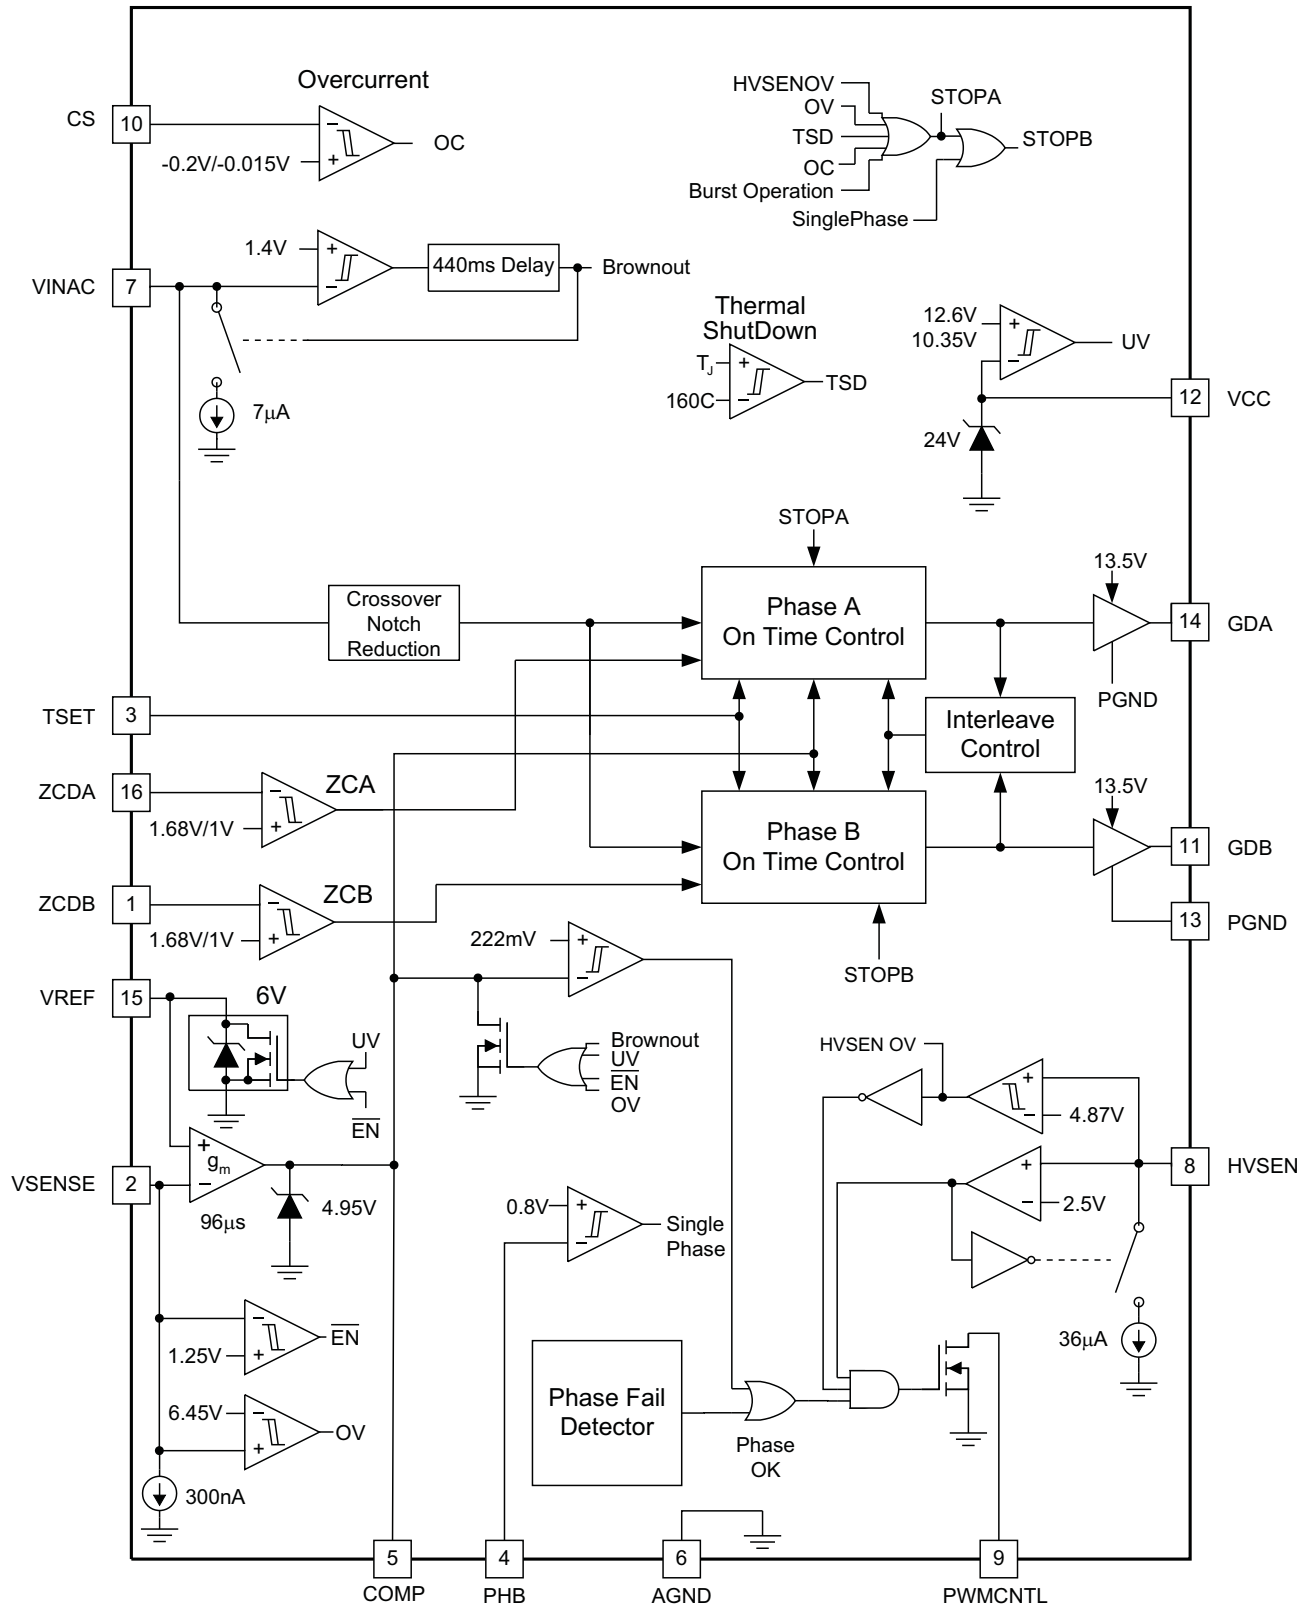 Overcurrent
CS
10
-0.2V/-0.015V
−
+
OC
HVSENOV
OV
TSD
OC
Burst Operation
SinglePhase
STOPA
STOPB
VINAC
7
1.4V
+
−
440ms Delay
Brownout
7µA
Thermal
ShutDown
TJ
160C
+
−
TSD
12.6V
10.35V
+
−
UV
24V
12
VCC
STOPA
Crossover
Notch
Reduction
Phase A
On Time Control
13.5V
14
GDA
PGND
TSET
3
Interleave
Control
ZCDA
16
1.68V/1V
−
+
ZCA
Phase B
On Time Control
13.5V
11
GDB
ZCDB
1
1.68V/1V
−
+
ZCB
13
PGND
STOPB
222mV
+
−
VREF
15
6V
UV
EN
Brownout
UV
EN
OV
HVSEN OV
+
−
4.87V
VSENSE
2
+
gm
−
96µs
4.95V
8
HVSEN
+
−
2.5V
0.8V
+
−
Single
Phase
36µA
−
1.25V
+
EN
6.45V
−
+
OV
300nA
Phase Fail
Detector
Phase
OK
5
COMP
4
PHB
6
AGND
9
PWMCNTL